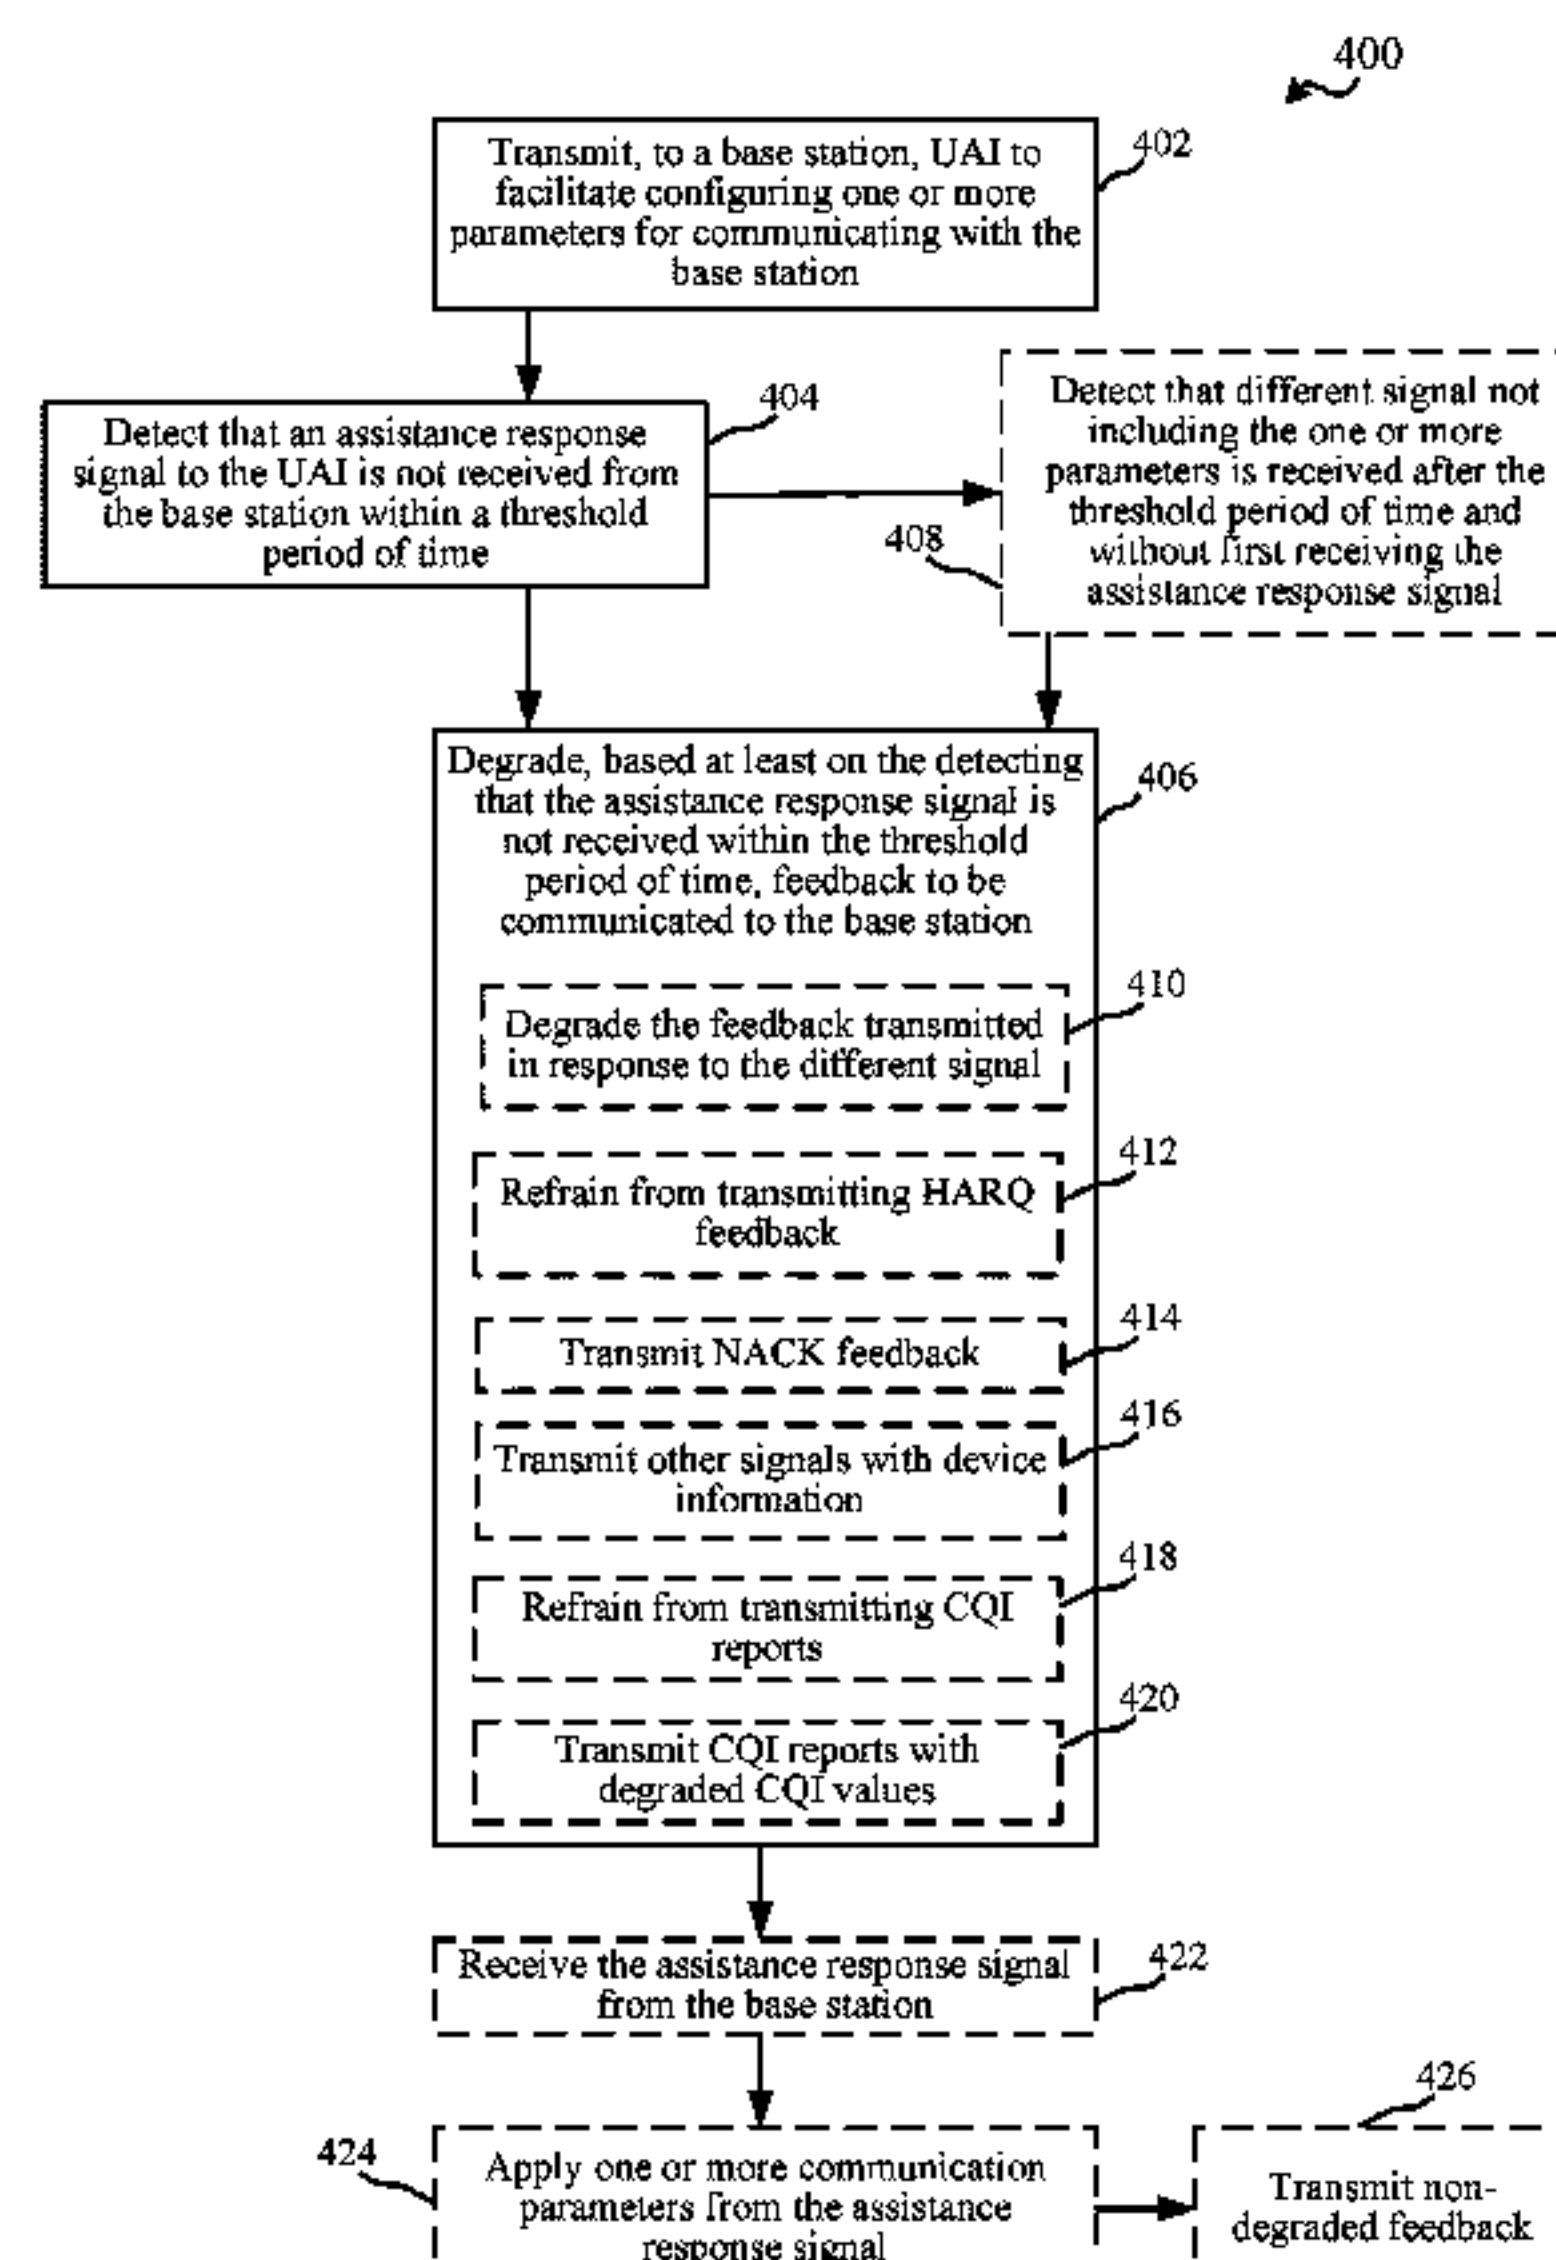 400
Transmit, to a base station, UAI to
facilitate configuring one or more
parameters for communicating with the
base station
402
Detect that an assistance response
signal to the UAI is not received from
the base station within a threshold
period of time
404
Detect that different signal not
including the one or more
parameters is received after the
threshold period of time and
without first receiving the
assistance response signal
408
Degrade, based at least on the detecting
that the assistance response signal is
not received within the threshold
period of time, feedback to be
communicated to the base station
406
Degrade the feedback transmitted
in response to the different signal
410
Refrain from transmitting HARQ
feedback
412
Transmit NACK feedback
414
Transmit other signals with device
information
416
Refrain from transmitting CQI
reports
418
Transmit CQI reports with
degraded CQI values
420
Receive the assistance response signal
from the base station
422
424
Apply one or more communication
parameters from the assistance
response signal
426
Transmit non-
degraded feedback